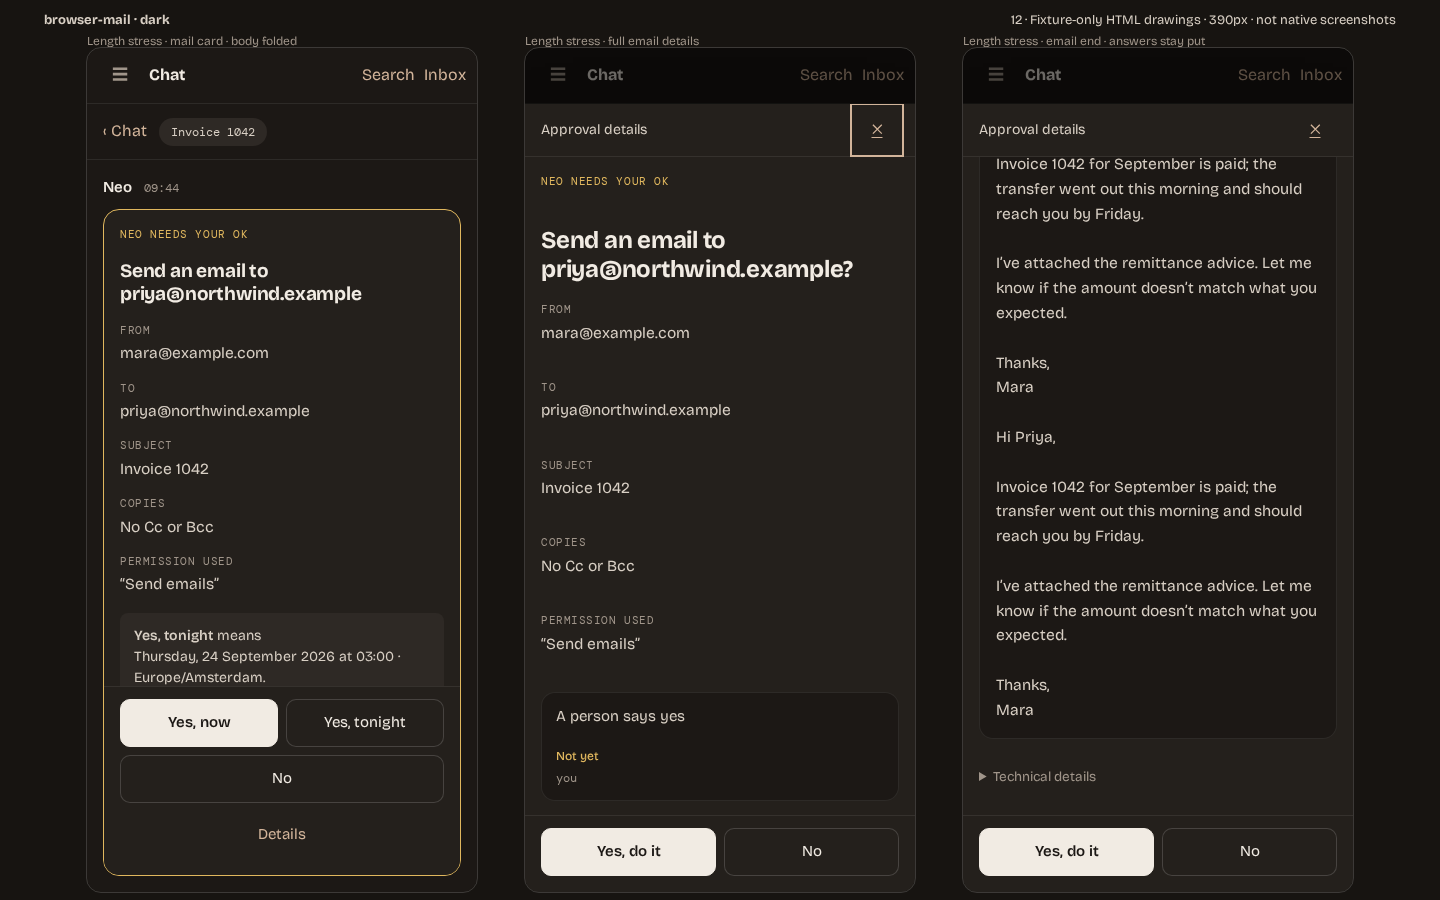 browser-mail · dark
12 · Fixture-only HTML drawings · 390px · not native screenshots
Length stress · mail card · body folded
☰ Chat Search Inbox
‹ Chat Invoice 1042
Neo 09:44
NEO NEEDS YOUR OK
Send an email to
priya@northwind.example
FROM
mara@example.com
TO
priya@northwind.example
SUBJECT
Invoice 1042
COPIES
No Cc or Bcc
PERMISSION USED
“Send emails”
Yes, tonight means
Thursday, 24 September 2026 at 03:00 ·
Europe/Amsterdam.
Yes, now Yes, tonight
No
Details
Length stress · full email details
☰ Chat Search Inbox
Approval details ×
NEO NEEDS YOUR OK
Send an email to
priya@northwind.example?
FROM
mara@example.com
TO
priya@northwind.example
SUBJECT
Invoice 1042
COPIES
No Cc or Bcc
PERMISSION USED
“Send emails”
A person says yes
Not yet
you
Yes, do it No
Length stress · email end · answers stay put
☰ Chat Search Inbox
Approval details ×
Invoice 1042 for September is paid; the
transfer went out this morning and should
reach you by Friday.
I’ve attached the remittance advice. Let me
know if the amount doesn’t match what you
expected.
Thanks,
Mara
Hi Priya,
Invoice 1042 for September is paid; the
transfer went out this morning and should
reach you by Friday.
I’ve attached the remittance advice. Let me
know if the amount doesn’t match what you
expected.
Thanks,
Mara
▶ Technical details
Yes, do it No